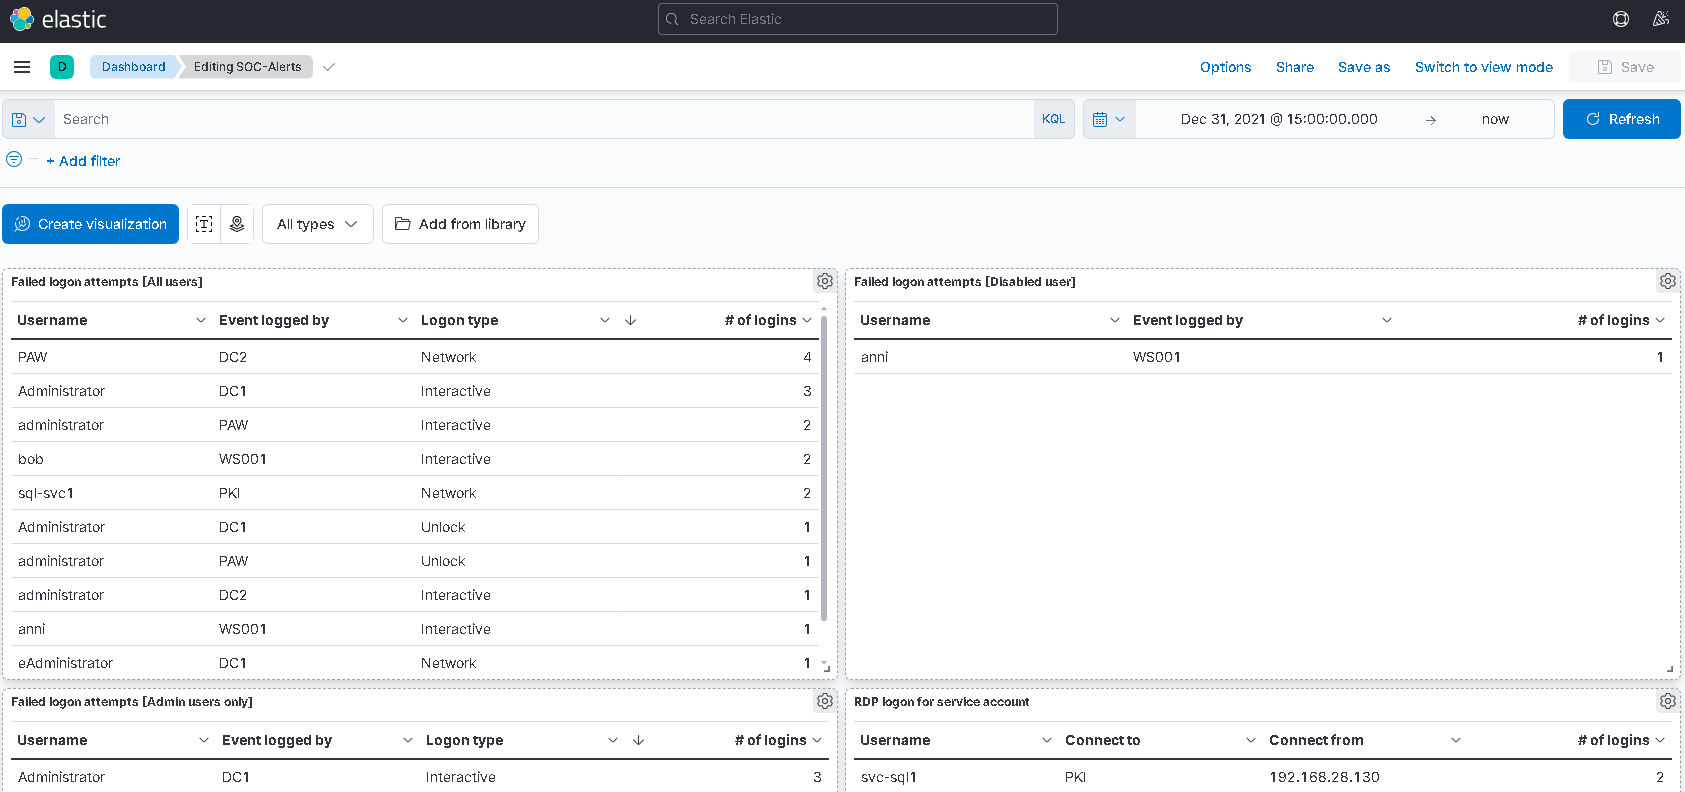 elastic
Search Elastic
D Dashboard Editing SOC-Alerts Options Share Save as Switch to view mode Save
Search KQL Dec 31, 2021 @ 15:00:00.000 → now Refresh
+ Add filter
Create visualization All types Add from library
Failed logon attempts [All users]
Username Event logged by Logon type # of logins
PAW DC2 Network 4
Administrator DC1 Interactive 3
administrator PAW Interactive 2
bob WS001 Interactive 2
sql-svc1 PKI Network 2
Administrator DC1 Unlock 1
administrator PAW Unlock 1
administrator DC2 Interactive 1
anni WS001 Interactive 1
eAdministrator DC1 Network 1
Failed logon attempts [Disabled user]
Username Event logged by # of logins
anni WS001 1
Failed logon attempts [Admin users only]
Username Event logged by Logon type # of logins
Administrator DC1 Interactive 3
RDP logon for service account
Username Connect to Connect from # of logins
svc-sql1 PKI 192.168.28.130 2